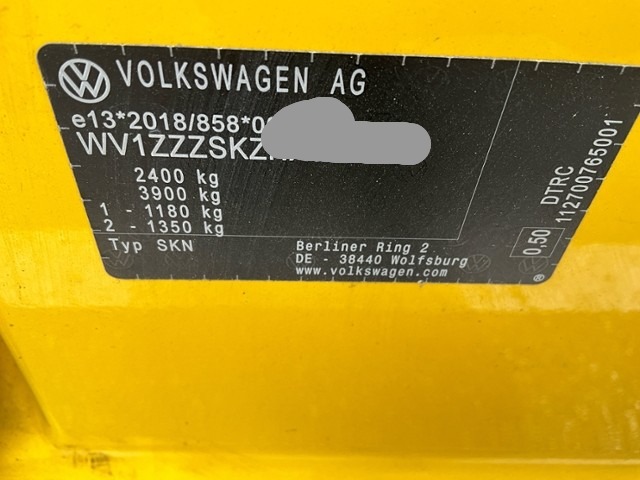 VOLKSWAGEN AG
e13*2018/858*0
WV1ZZZSKZ
2400 kg
3900 kg
1 - 1180 kg
2 - 1350 kg
Typ SKN
Berliner Ring 2
DE - 38440 Wolfsburg
www.volkswagen.com
0,50
DTRC
112700765001
®